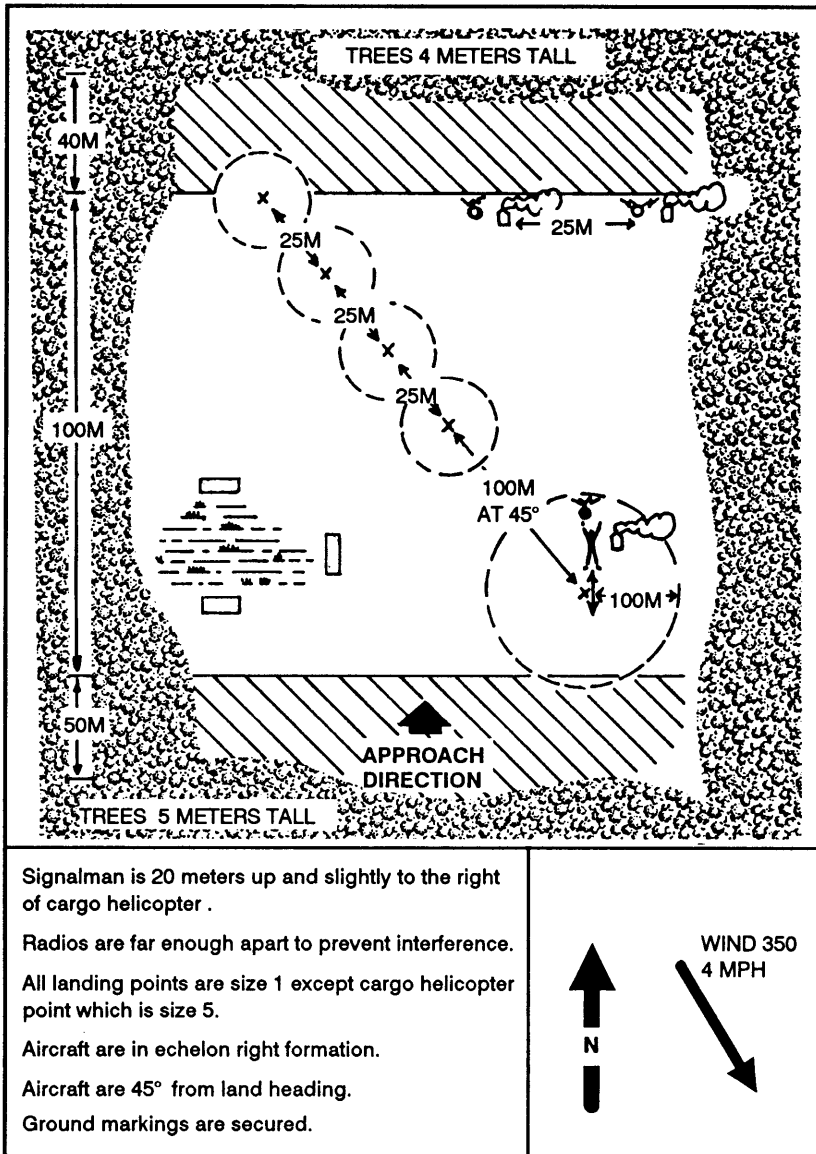 TREES 4 METERS TALL
40M
25M
25M
25M
25M
100M
100M
AT 45°
100M
50M
APPROACH
DIRECTION
TREES 5 METERS TALL
Signalman is 20 meters up and slightly to the right
of cargo helicopter .
Radios are far enough apart to prevent interference.
All landing points are size 1 except cargo helicopter
point which is size 5.
Aircraft are in echelon right formation.
Aircraft are 45° from land heading.
Ground markings are secured.
N
WIND 350
4 MPH